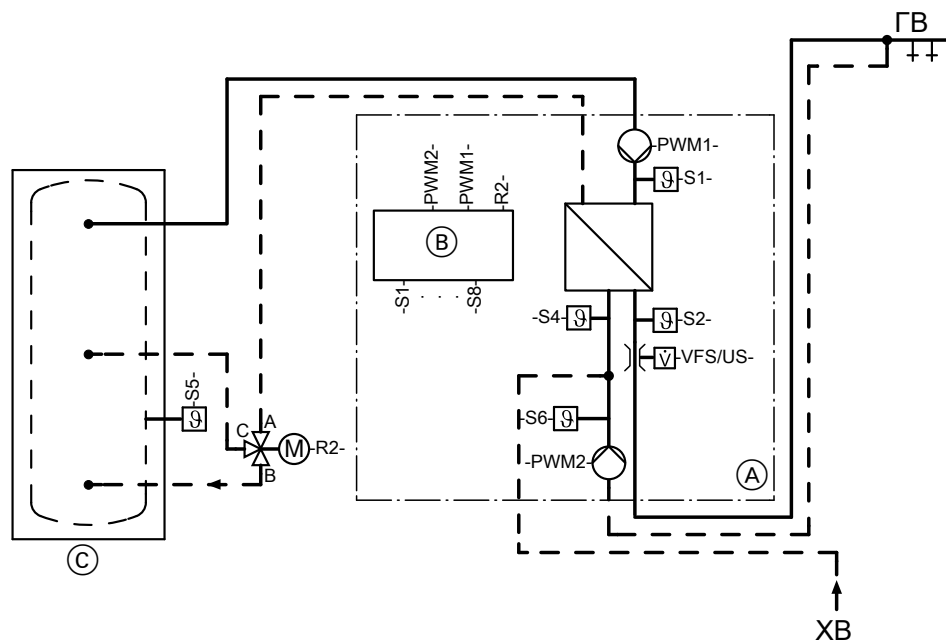 ГВ
-PWM1-
-S1-
-PWM2-
-PWM1-
-R2-
B
-S1-
. . .
-S8-
-S4-
ϑ
ϑ
-S2-
V̇
-VFS/US-
ϑ
-S5-
ϑ
-S6-
ϑ
C
A
B
M
-R2-
-PWM2-
A
C
ХВ